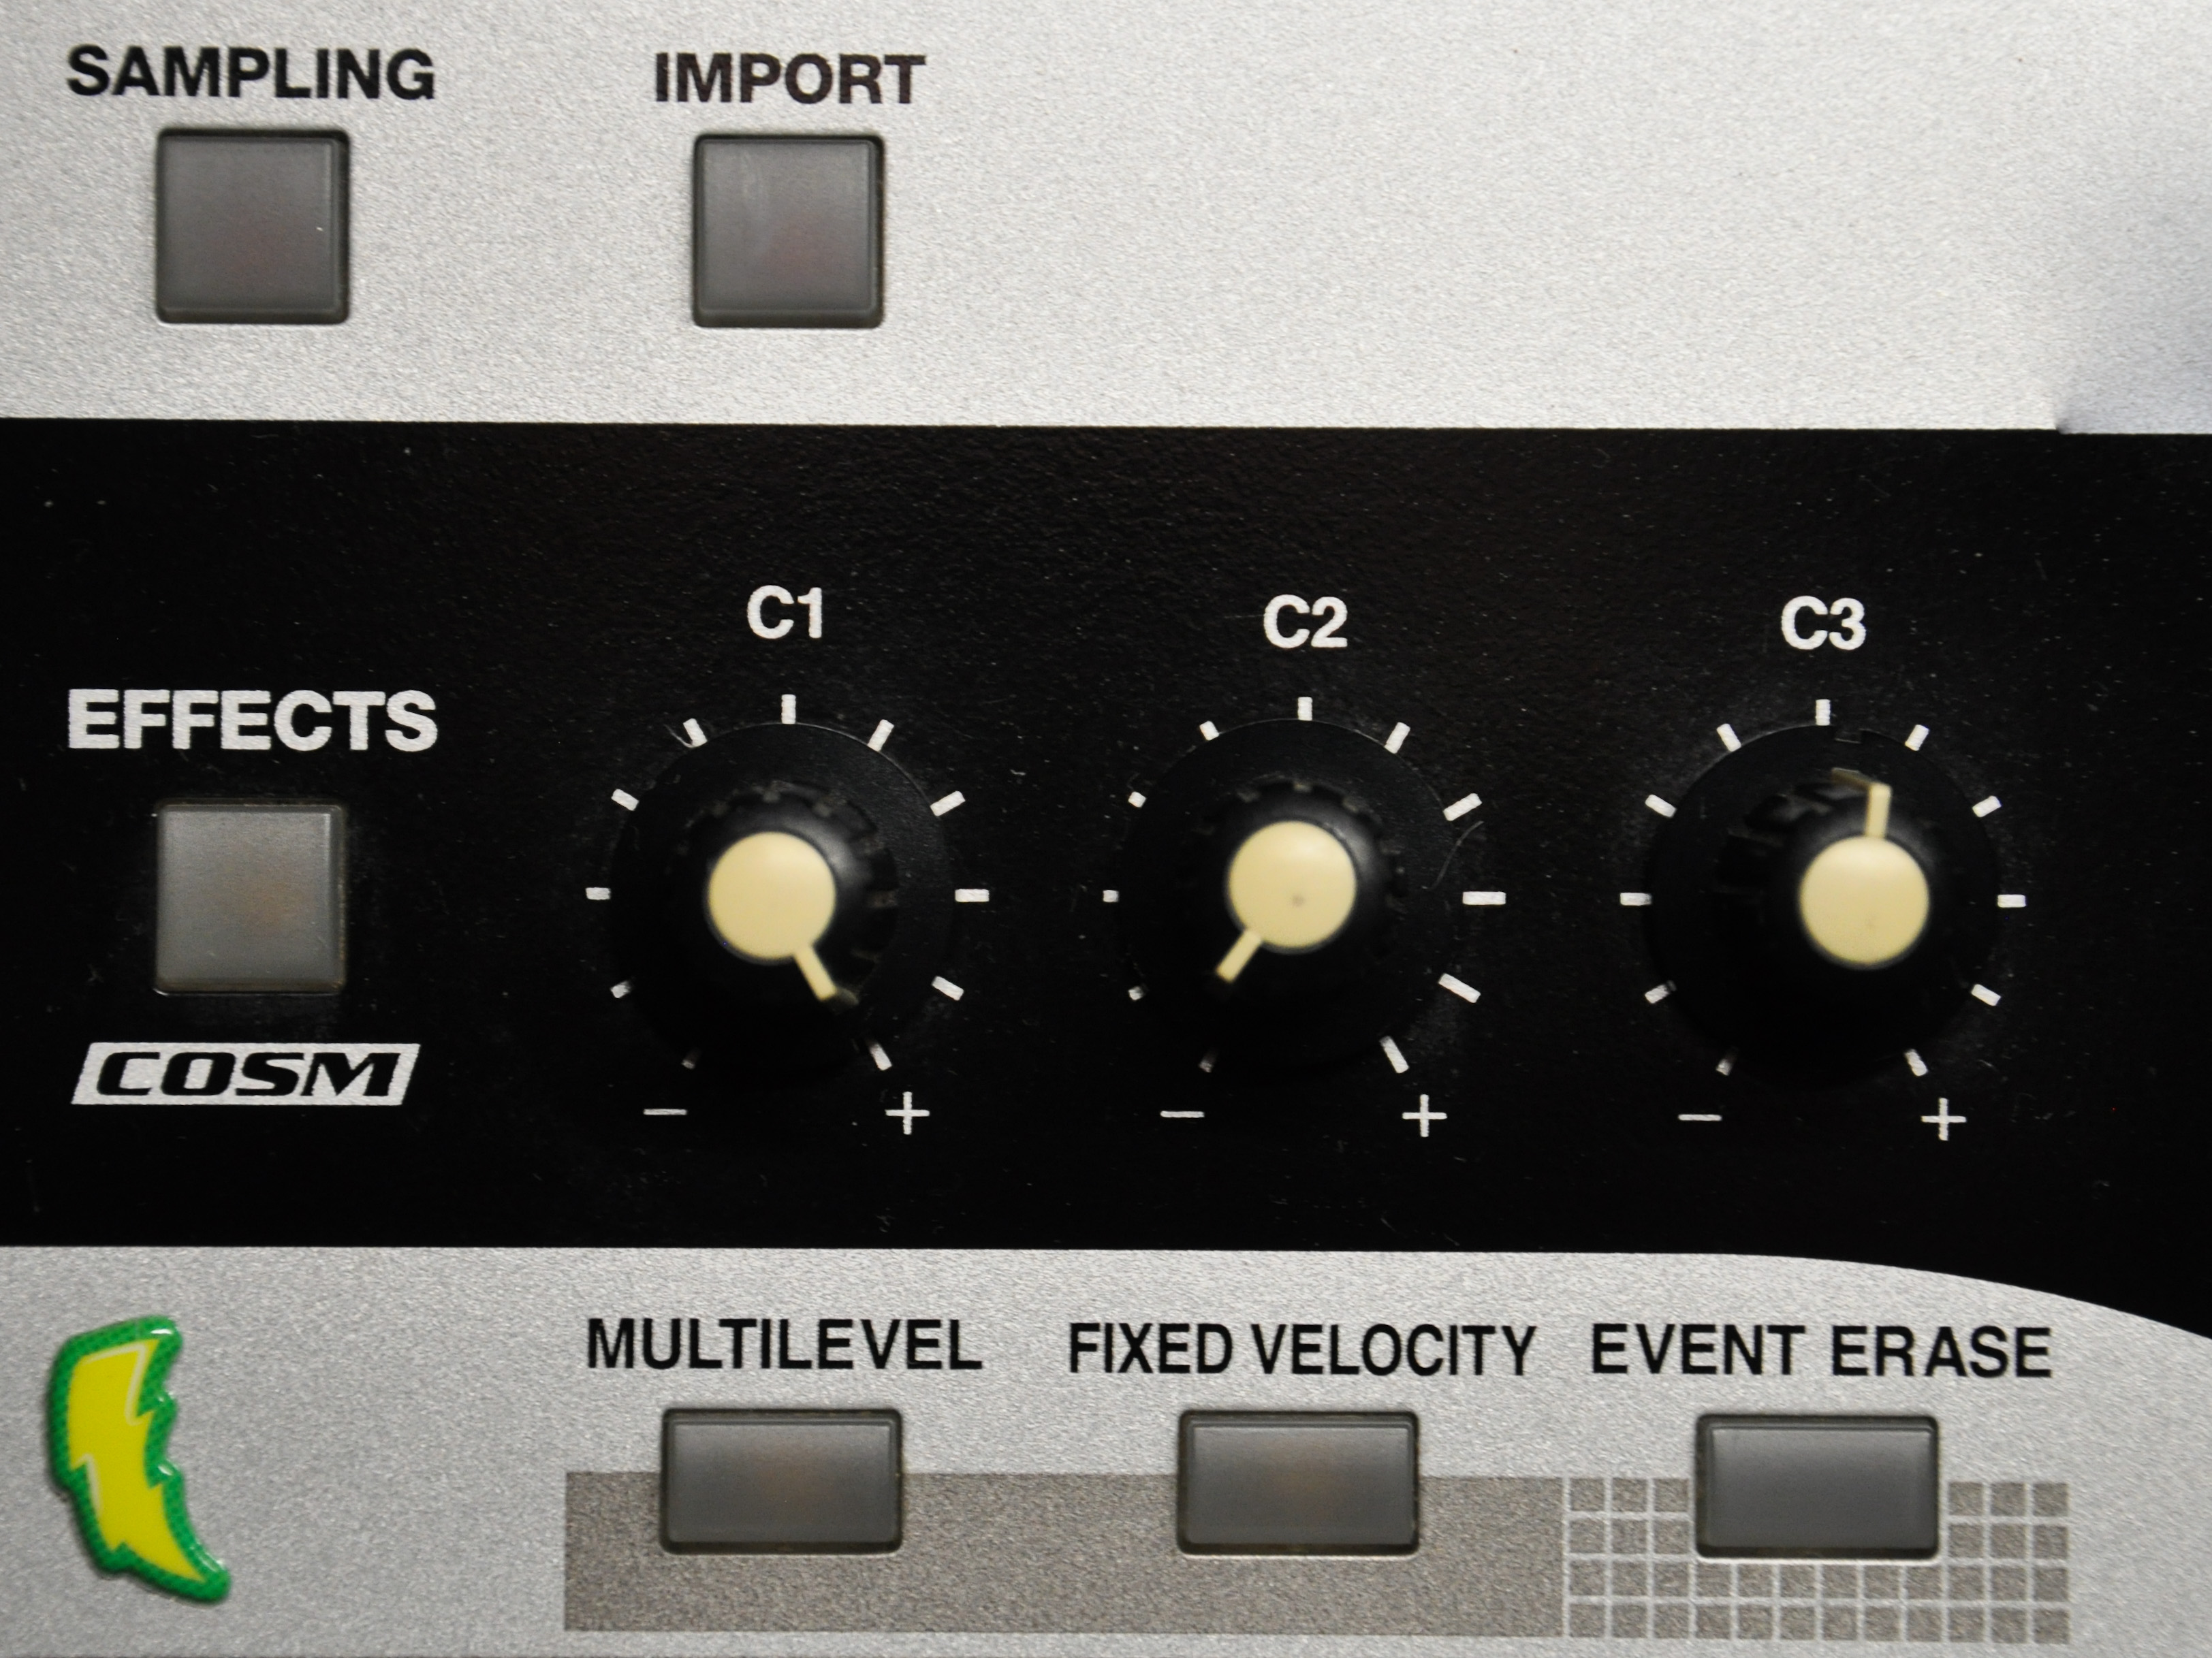 SAMPLING IMPORT
C1 C2 C3
EFFECTS
COSM
− + − + − +
MULTILEVEL FIXED VELOCITY EVENT ERASE